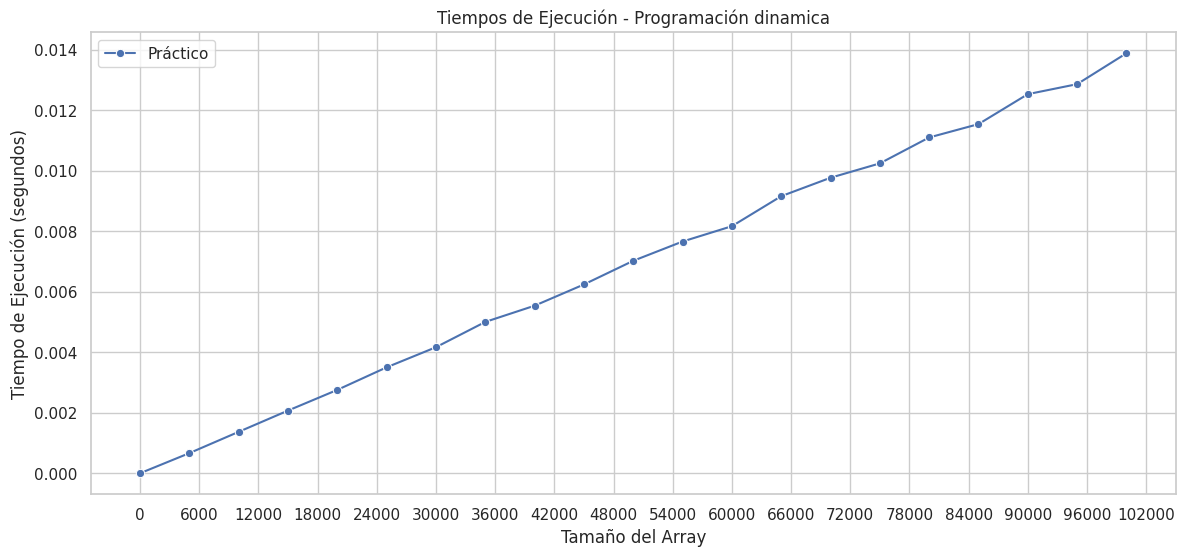 Tiempos de Ejecución - Programación dinamica
Práctico
Tiempo de Ejecución (segundos)
0.014
0.012
0.010
0.008
0.006
0.004
0.002
0.000
0 6000 12000 18000 24000 30000 36000 42000 48000 54000 60000 66000 72000 78000 84000 90000 96000 102000
Tamaño del Array